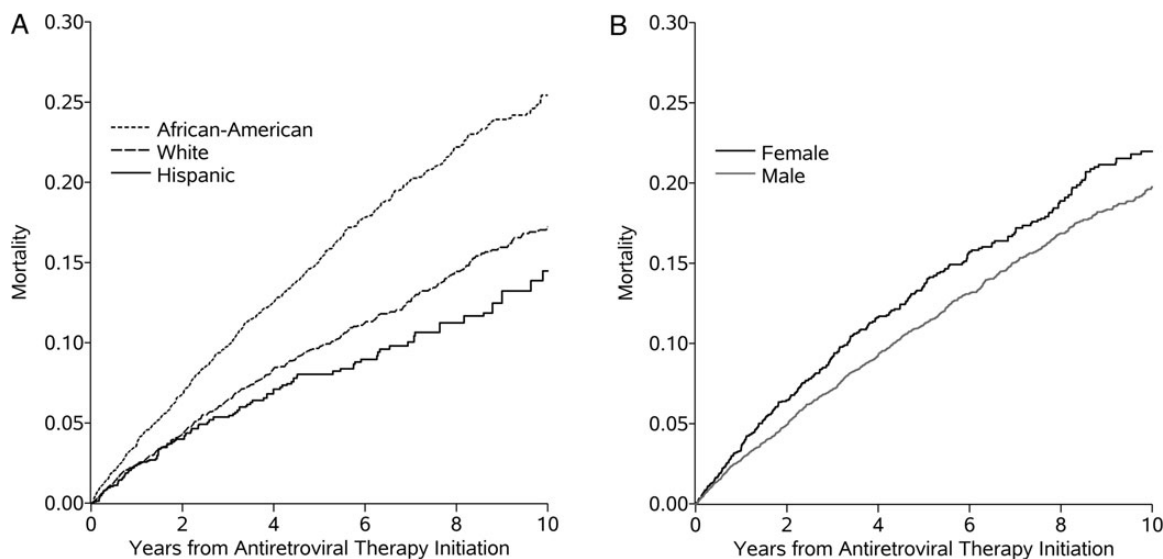 A
0.30
0.25
0.20
0.15
0.10
0.05
0.00
Mortality
African-American
White
Hispanic
0 2 4 6 8 10
Years from Antiretroviral Therapy Initiation
B
0.30
0.25
0.20
0.15
0.10
0.05
0.00
Mortality
Female
Male
0 2 4 6 8 10
Years from Antiretroviral Therapy Initiation